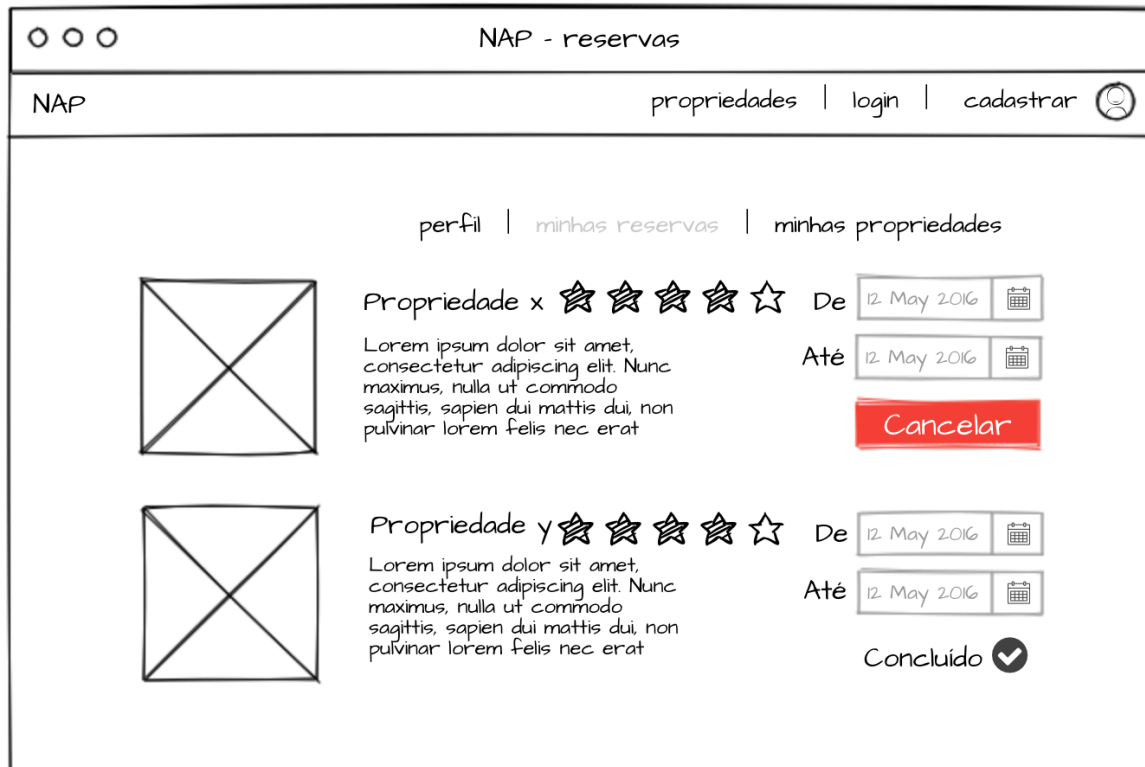 NAP - reservas
NAP
propriedades | login | cadastrar
perfil | minhas reservas | minhas propriedades
Propriedade x
De 12 May 2016
Lorem ipsum dolor sit amet,
consectetur adipiscing elit. Nunc
maximus, nulla ut commodo
sagittis, sapien dui mattis dui, non
pulvinar lorem felis nec erat
Até 12 May 2016
Cancelar
Propriedade y
De 12 May 2016
Lorem ipsum dolor sit amet,
consectetur adipiscing elit. Nunc
maximus, nulla ut commodo
sagittis, sapien dui mattis dui, non
pulvinar lorem felis nec erat
Até 12 May 2016
Concluído